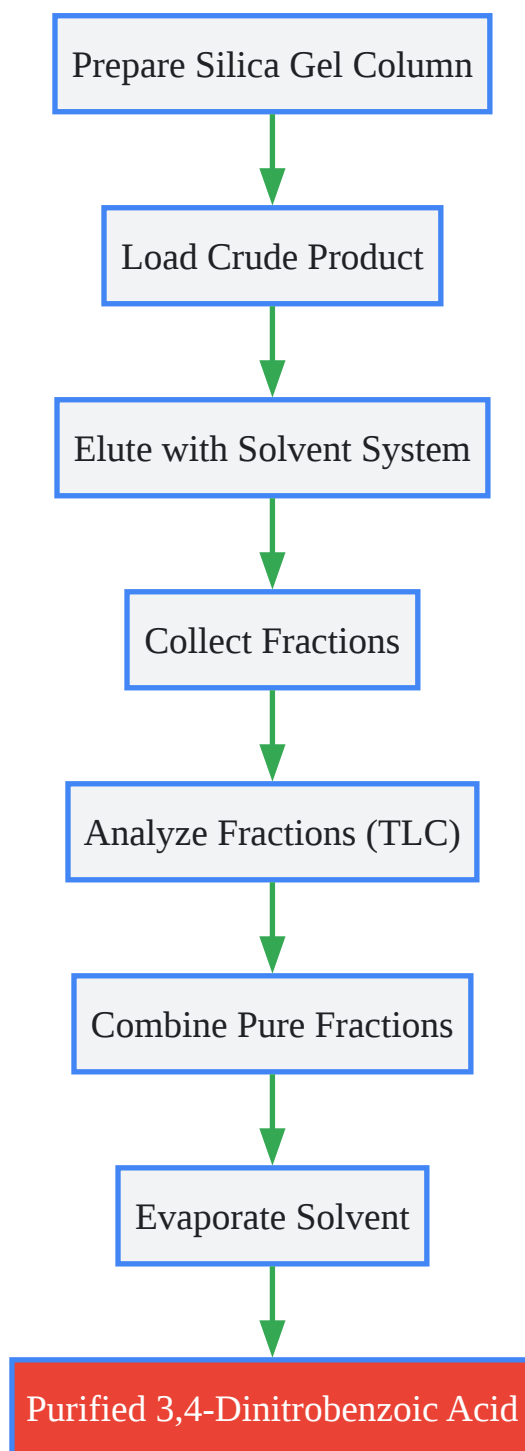 Prepare Silica Gel Column
Load Crude Product
Elute with Solvent System
Collect Fractions
Analyze Fractions (TLC)
Combine Pure Fractions
Evaporate Solvent
Purified 3,4-Dinitrobenzoic Acid